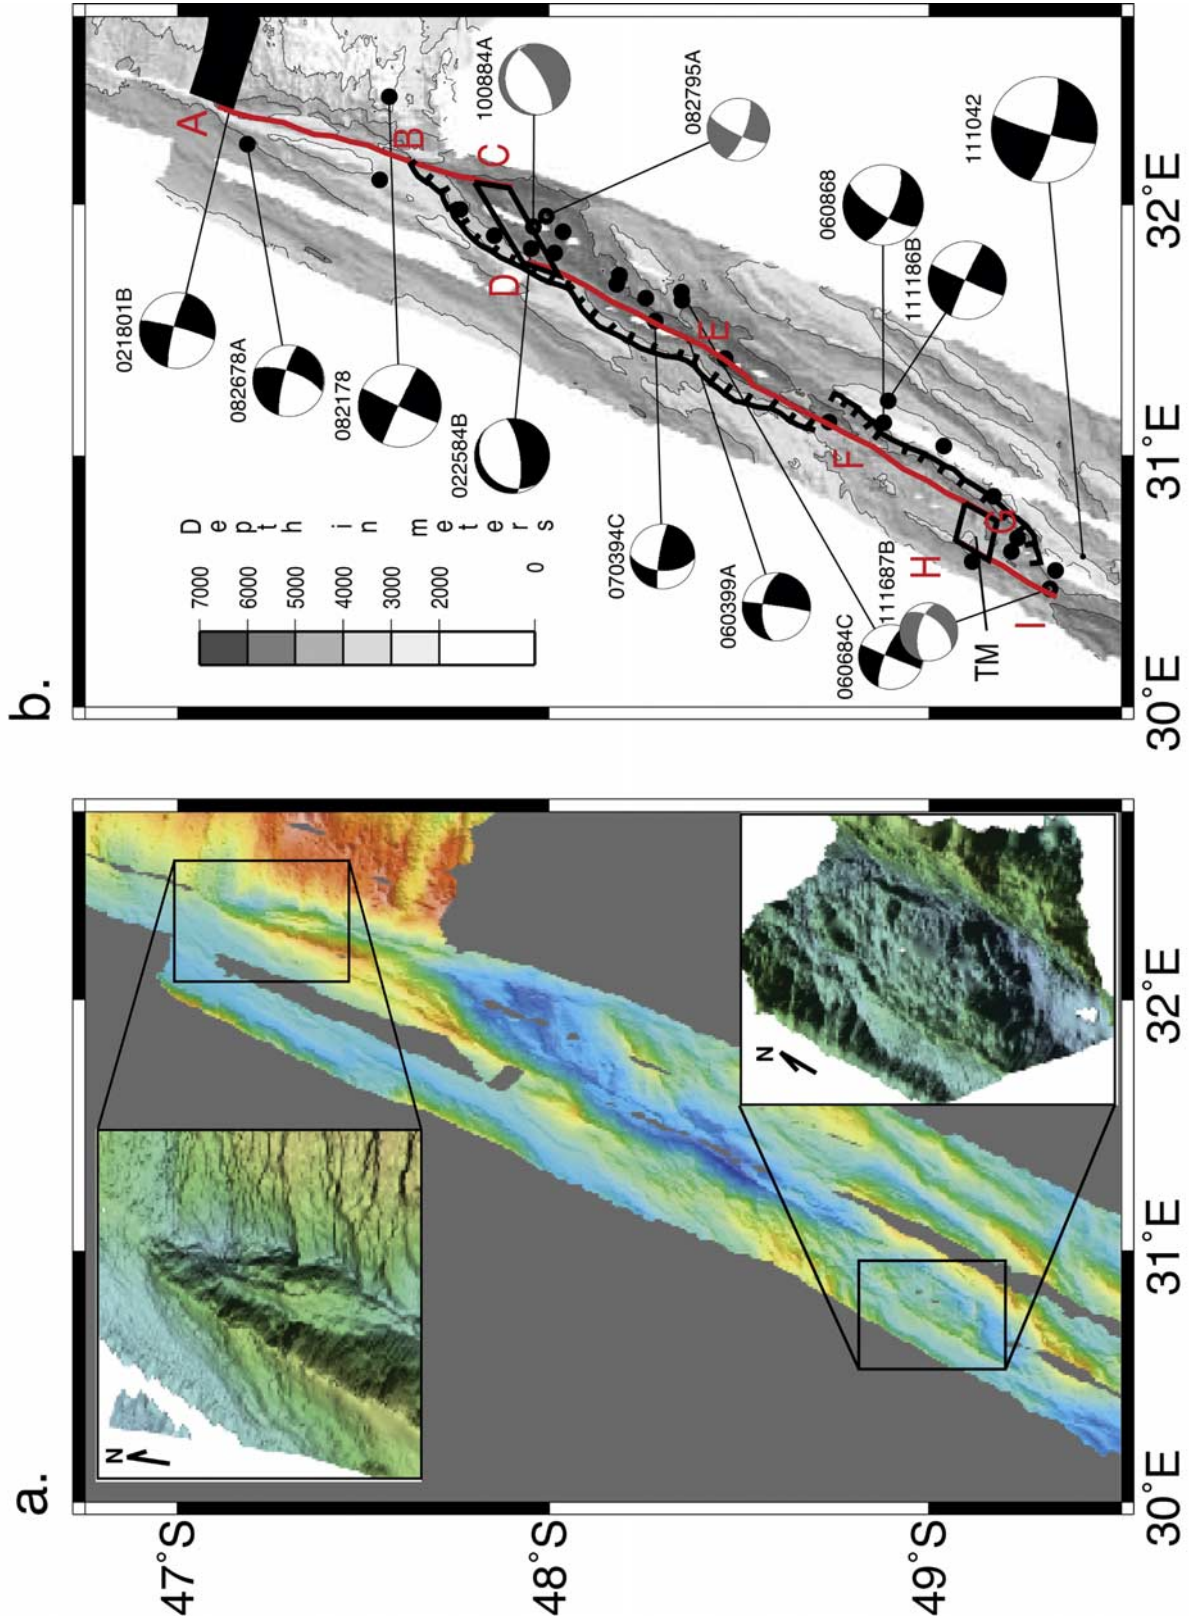 a.
N
N
47°S
48°S
49°S
30°E
31°E
32°E
b.
7000
6000
5000
4000
3000
2000
0
Depth in meters
A
B
C
D
E
F
G
H
I
TM
021801B
082678A
082178
022584B
100884A
082795A
070394C
060399A
060684C
111687B
060868
111186B
111042
30°E
31°E
32°E